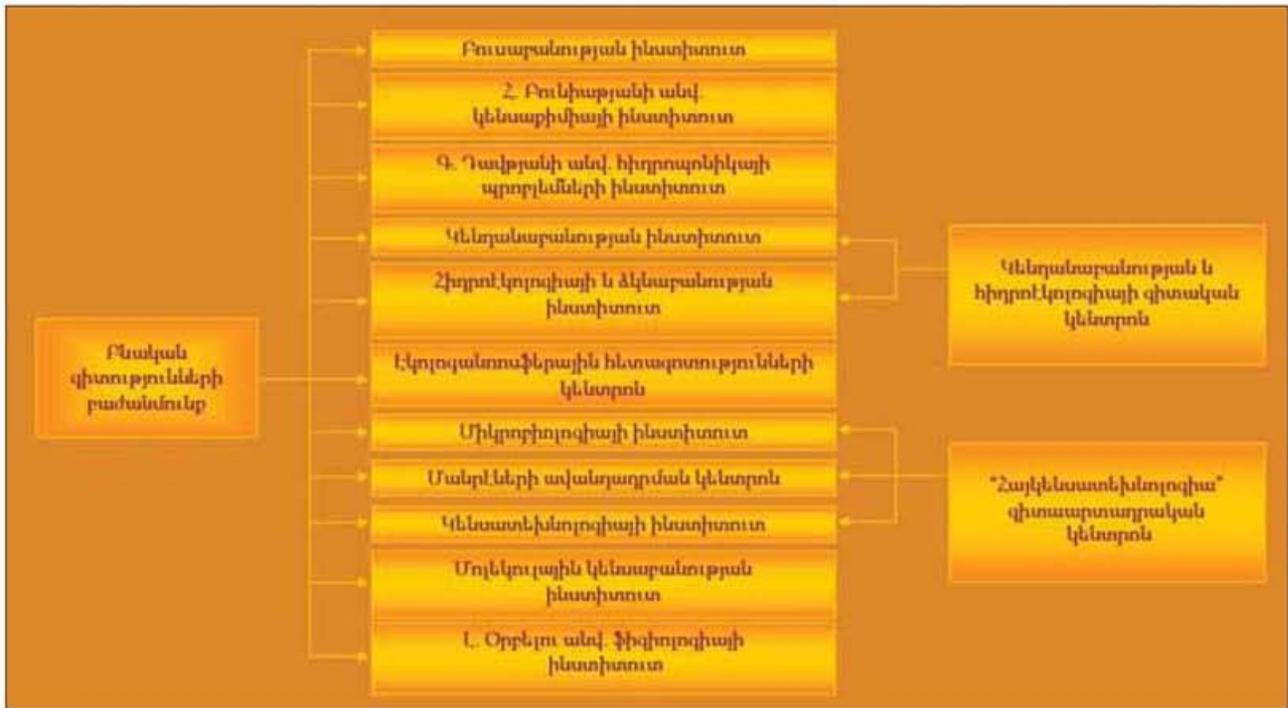 Բնական
գիտությունների
բաժանմունք
Բուսաբանության ինստիտուտ
Հ. Բունիաթյանի անվ.
կենսաքիմիայի ինստիտուտ
Գ. Դավթյանի անվ. հիդրոպոնիկայի
պրոբլեմների ինստիտուտ
Կենդանաբանության ինստիտուտ
Հիդրոէկոլոգիայի և ձկնաբանության
ինստիտուտ
Էկոլոգանոոսֆերային հետազոտությունների
կենտրոն
Միկրոբիոլոգիայի ինստիտուտ
Մանրէների ավանդադրման կենտրոն
Կենսատեխնոլոգիայի ինստիտուտ
Մոլեկուլային կենսաբանության
ինստիտուտ
Լ. Օրբելու անվ. ֆիզիոլոգիայի
ինստիտուտ
Կենդանաբանության և
հիդրոէկոլոգիայի գիտական
կենտրոն
"Հայկենսատեխնոլոգիա"
գիտաարտադրական
կենտրոն